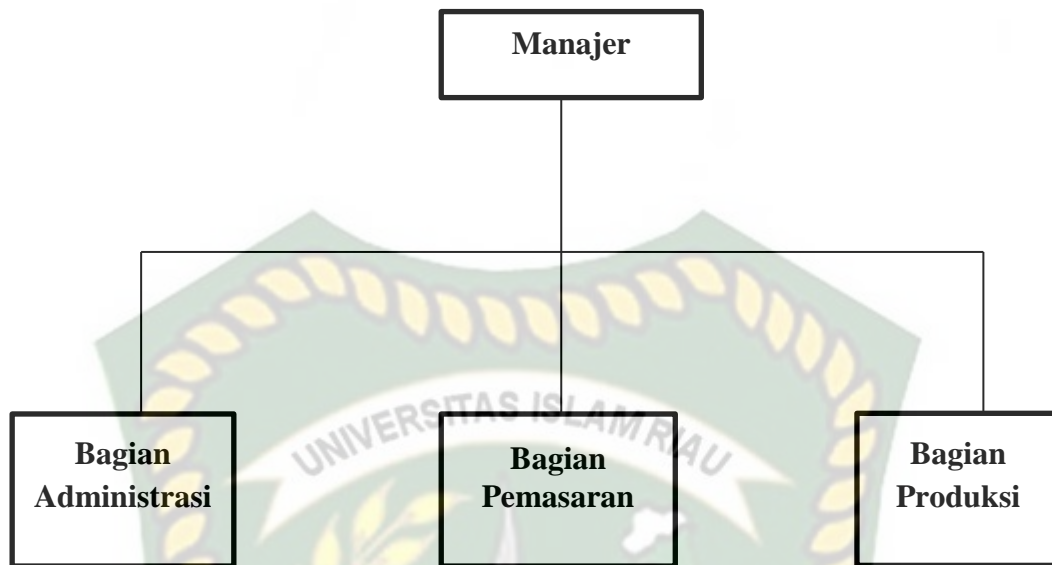 Manajer
UNIVERSITAS ISLAM RIAU
Bagian
Administrasi
Bagian
Pemasaran
Bagian
Produksi